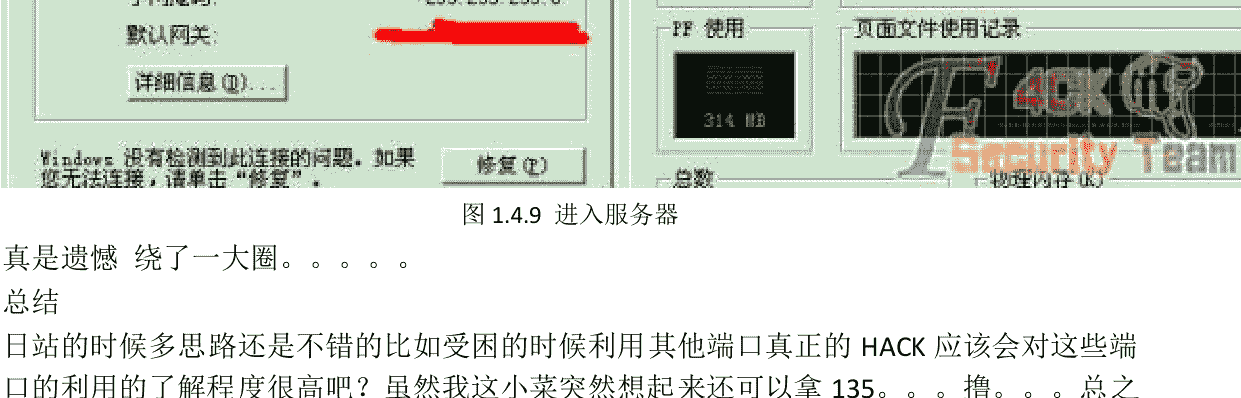 默认网关:
详细信息(D)...
Windows 没有检测到此连接的问题。如果
您无法连接，请单击“修复”。
修复(P)
PF 使用
314 MB
页面文件使用记录
F4CK
Security Team
总数
物理内存(K)
图 1.4.9 进入服务器
真是遗憾 绕了一大圈。。。。。
总结
日站的时候多思路还是不错的比如受困的时候利用其他端口真正的 HACK 应该会对这些端
口的利用的了解程度很高吧？虽然我这小菜突然想起来还可以拿 135。。。撸。。。总之